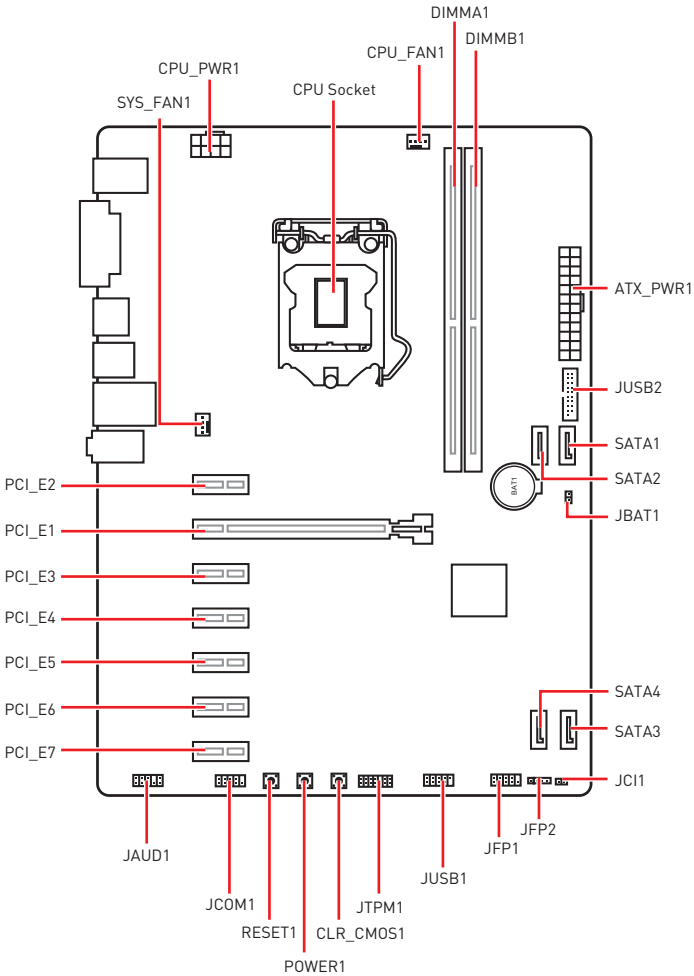 DIMMA1
DIMMB1
CPU_FAN1
CPU_PWR1
CPU Socket
SYS_FAN1
ATX_PWR1
JUSB2
SATA1
SATA2
BAT1
JBAT1
PCI_E2
PCI_E1
PCI_E3
PCI_E4
PCI_E5
PCI_E6
PCI_E7
SATA4
SATA3
JCI1
JFP2
JFP1
JAUD1
JUSB1
JCOM1
JTPM1
RESET1
CLR_CMOS1
POWER1